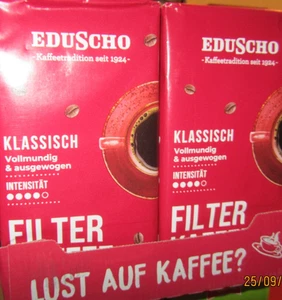 EDUSCHO
-Kaffeetradition seit 1924-
KLASSISCH
Vollmundig
& ausgewogen
INTENSITÄT
FILTER
EDUSCHO
-Kaffeetradition seit 1924-
KLASSISCH
Vollmundig
& ausgewogen
INTENSITÄT
FILTER
LUST AUF KAFFEE?
25/09